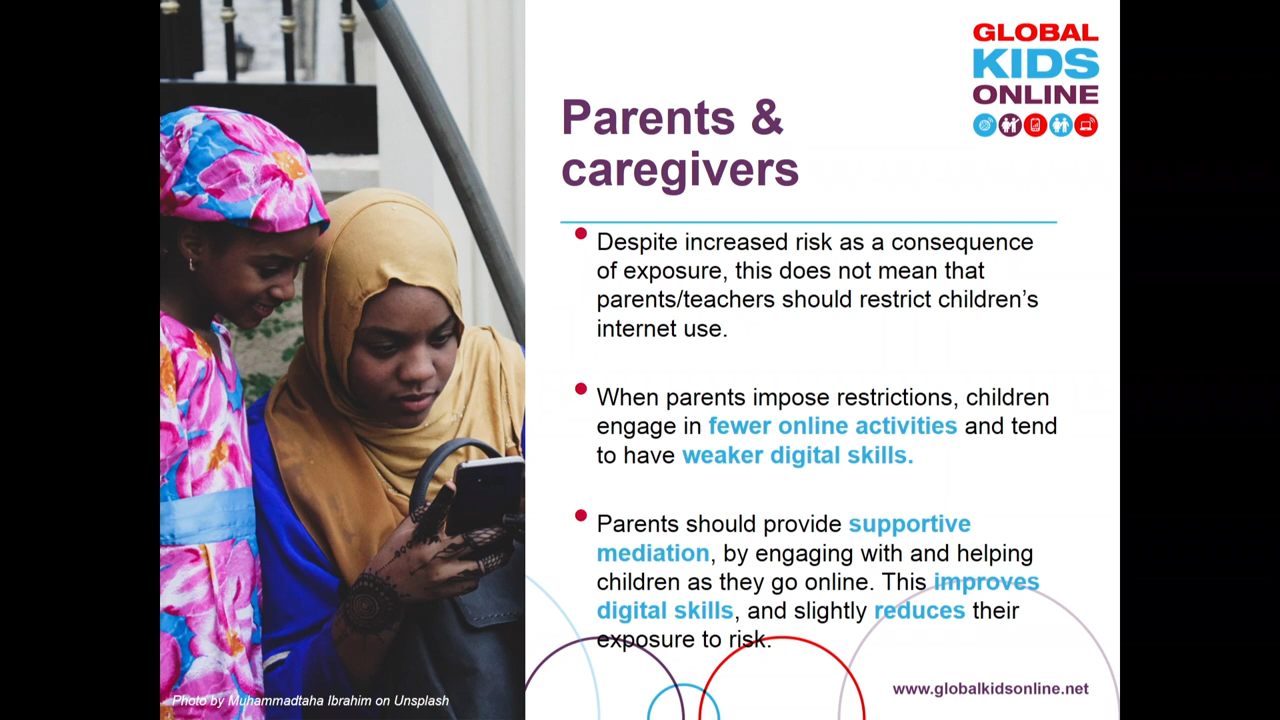 GLOBAL
KIDS
ONLINE
Parents &
caregivers
Despite increased risk as a consequence
of exposure, this does not mean that
parents/teachers should restrict children’s
internet use.
When parents impose restrictions, children
engage in fewer online activities and tend
to have weaker digital skills.
Parents should provide supportive
mediation, by engaging with and helping
children as they go online. This improves
digital skills, and slightly reduces their
exposure to risk.
Photo by Muhammadtaha Ibrahim on Unsplash
www.globalkidsonline.net